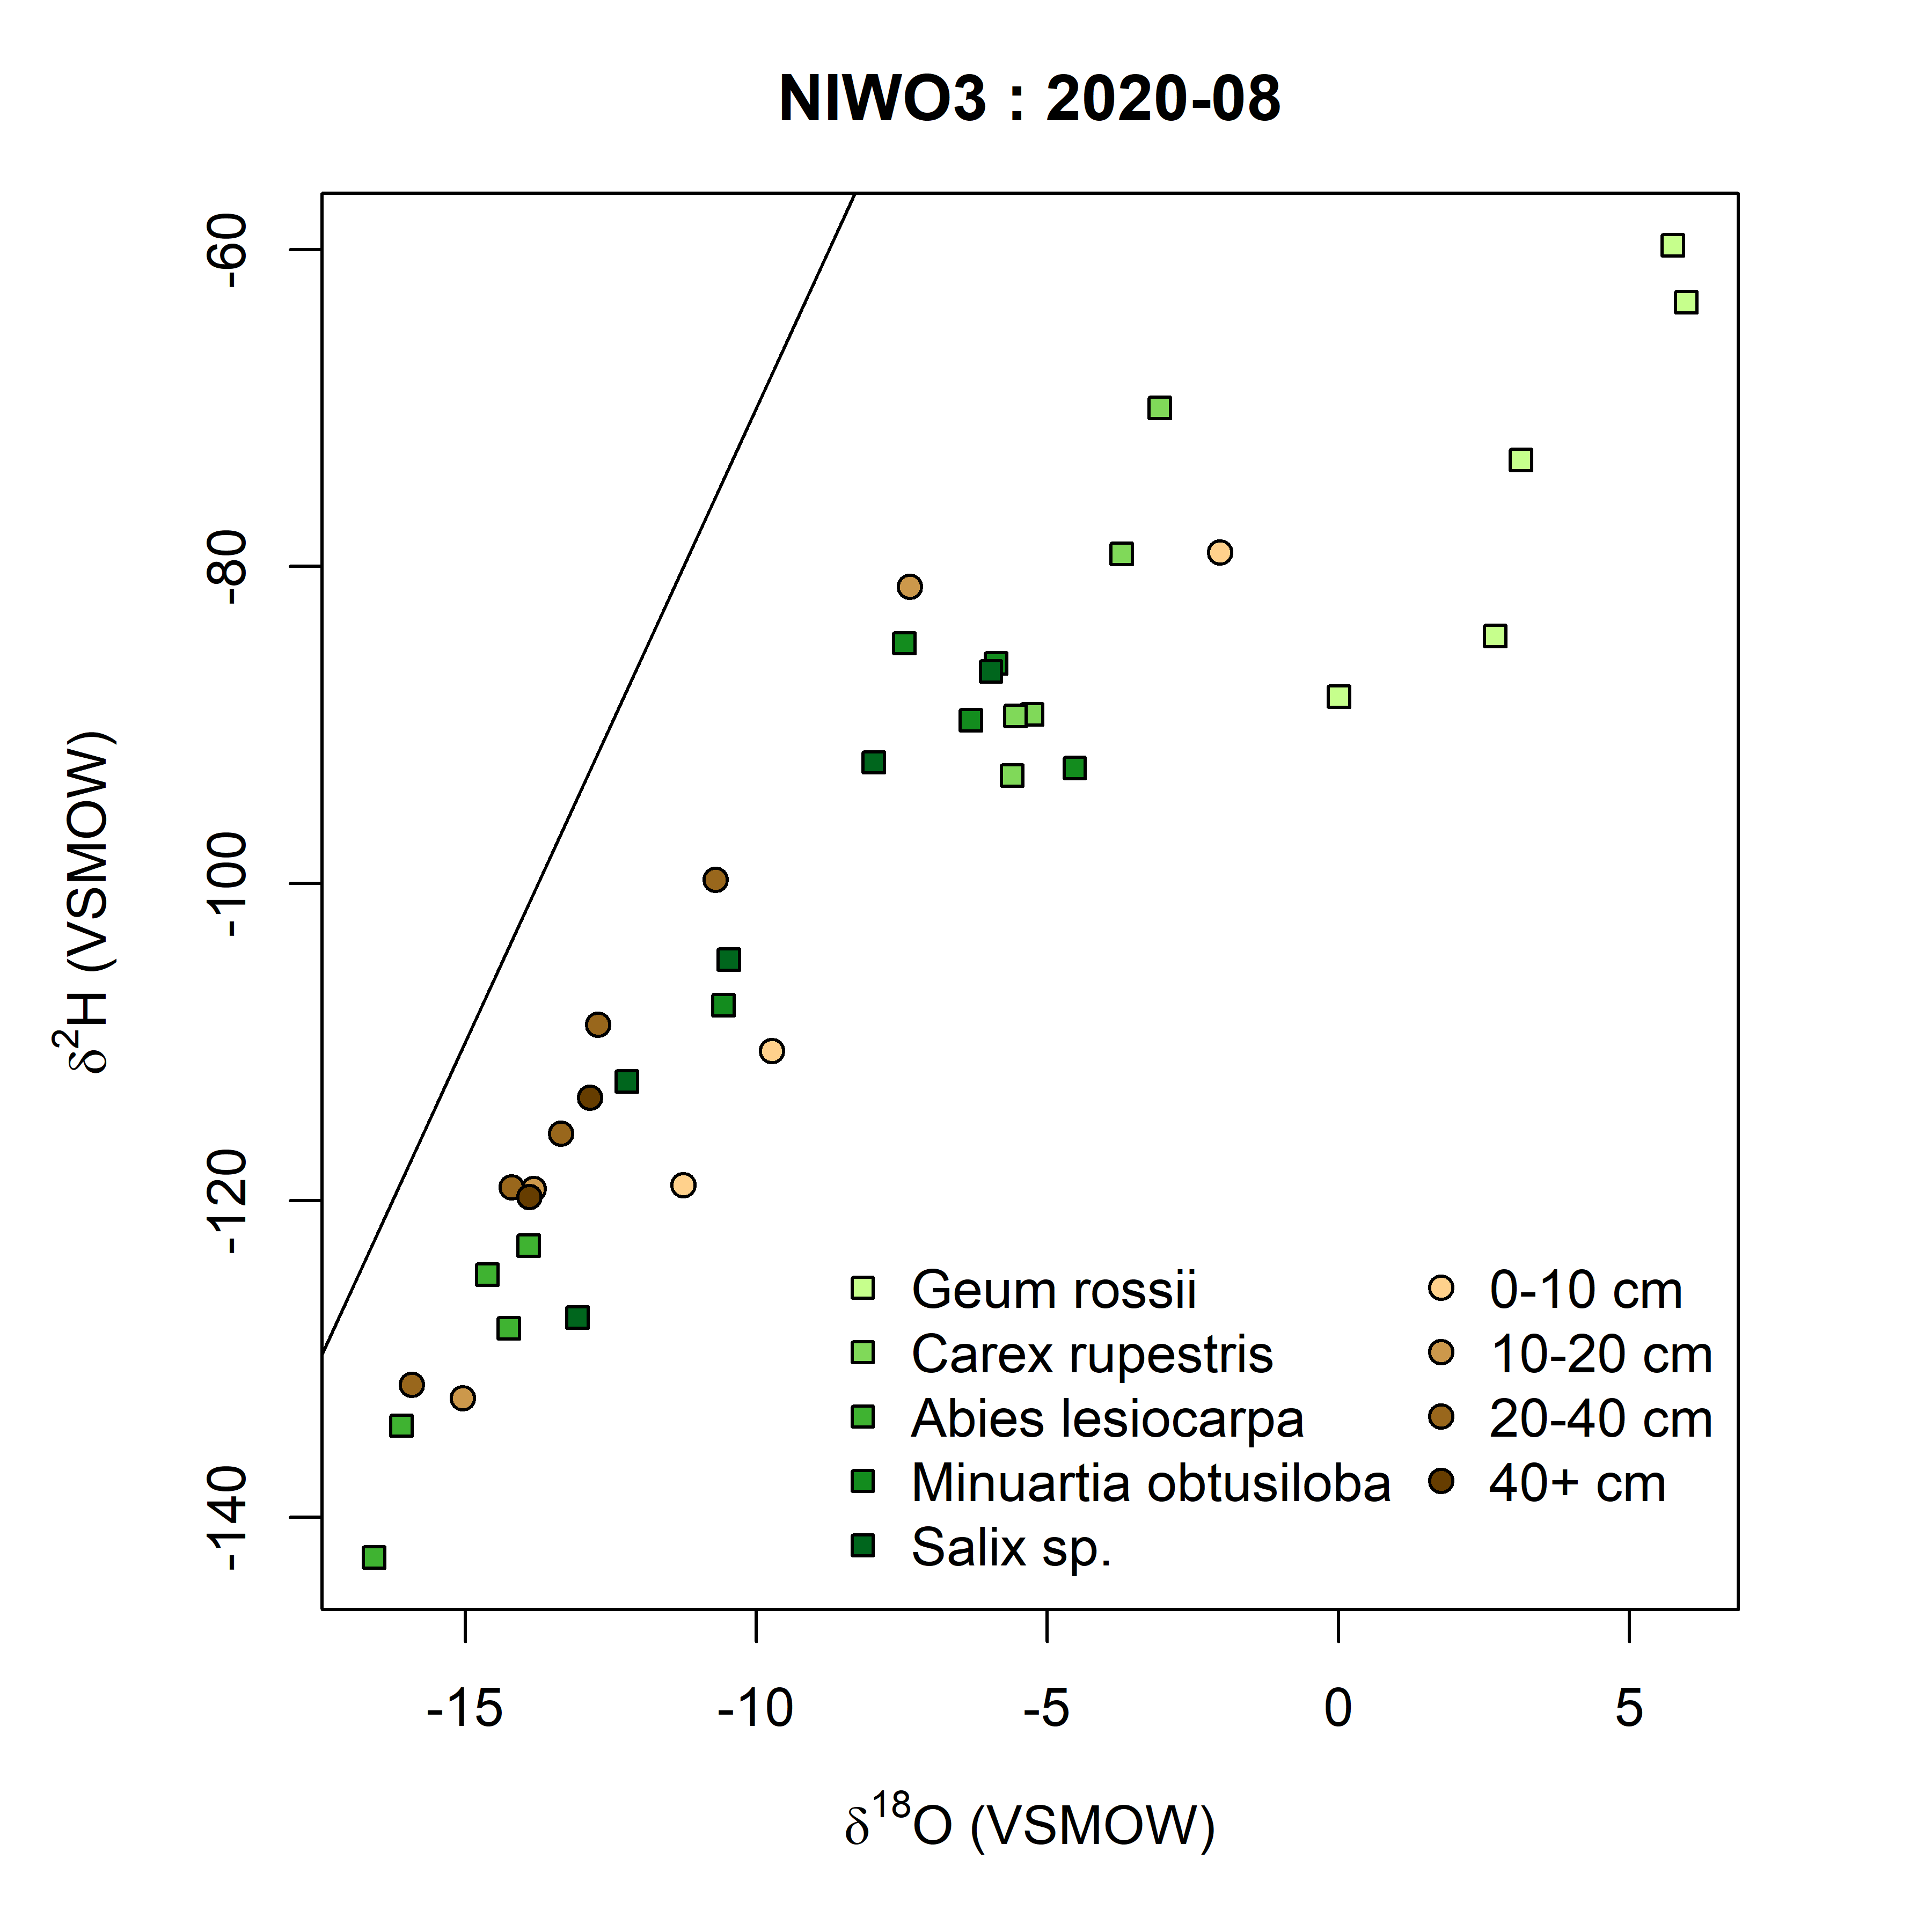 NIWO3 : 2020-08
δ²H (VSMOW)
-60
-80
-100
-120
-140
Geum rossii
Carex rupestris
Abies lesiocarpa
Minuartia obtusiloba
Salix sp.
0-10 cm
10-20 cm
20-40 cm
40+ cm
-15 -10 -5 0 5
δ¹⁸O (VSMOW)